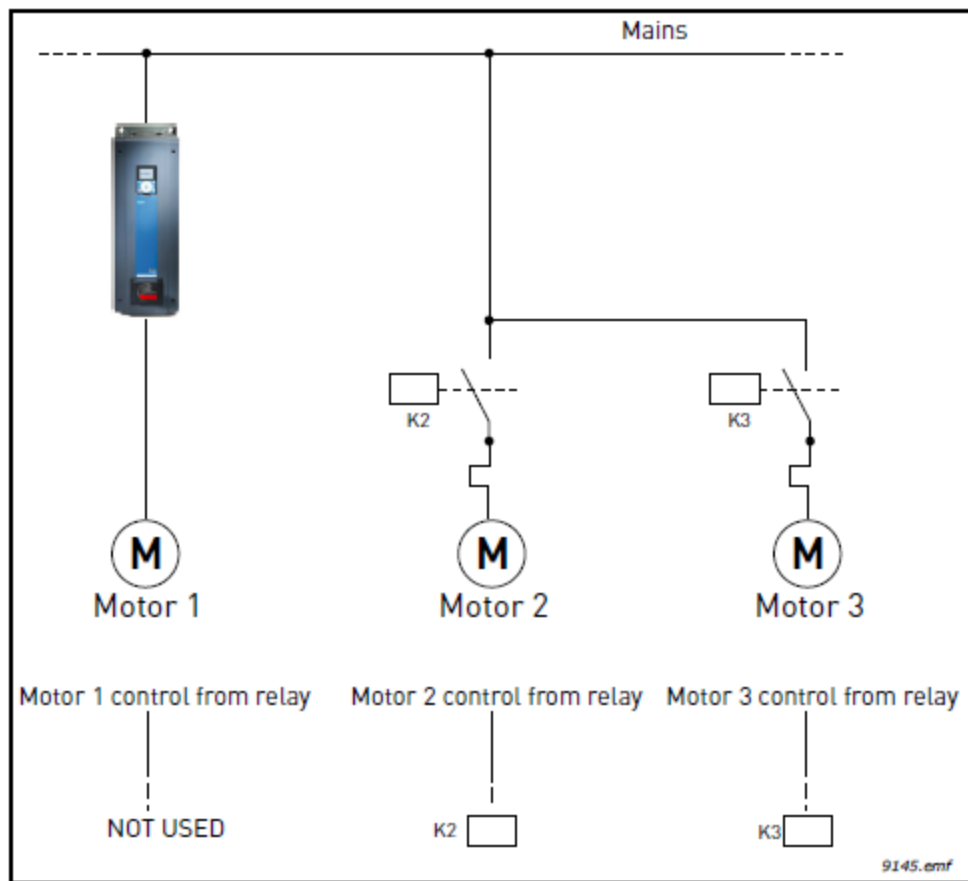 Mains
K2
K3
M
M
M
Motor 1
Motor 2
Motor 3
Motor 1 control from relay
Motor 2 control from relay
Motor 3 control from relay
NOT USED
K2
K3
9145.emf